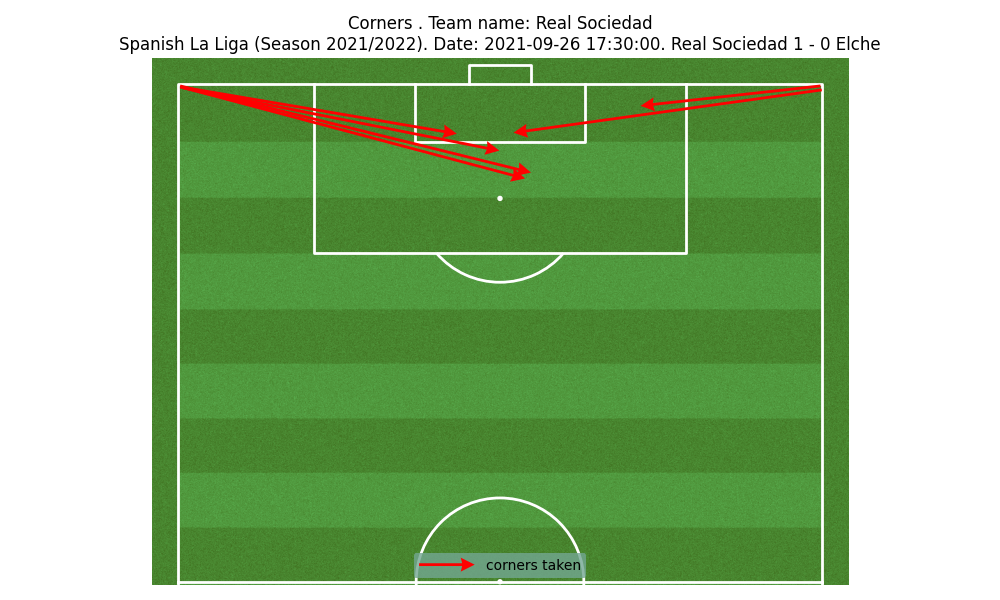 Corners . Team name: Real Sociedad
Spanish La Liga (Season 2021/2022). Date: 2021-09-26 17:30:00. Real Sociedad 1 - 0 Elche
corners taken